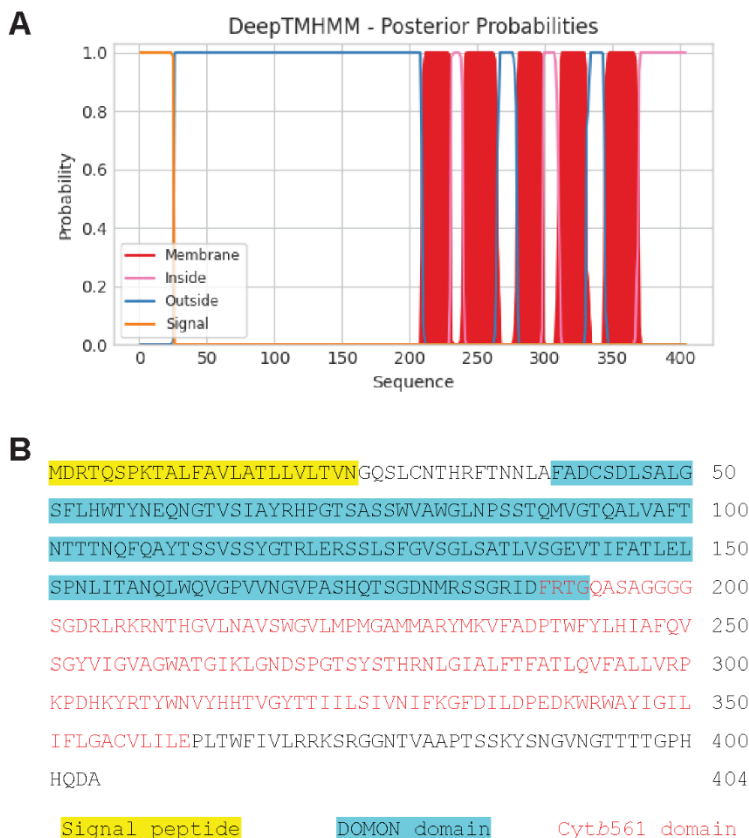 A
DeepTMHMM - Posterior Probabilities
1.0
0.8
0.6
0.4
0.2
0.0
Probability
Membrane
Inside
Outside
Signal
0 50 100 150 200 250 300 350 400
Sequence
B
MDRTQSPKTALFAVLATLLVLTVNGQSLCNTHRFTNNLAFADCSDLSALG 50
SFLHWTYNEQNGTVSIAYRHPGTSASSWVAWGLNPSSTQMVGTQALVAFT 100
NTTTNQFQAYTSSVSSYGTRLERSSLSFGVSGLSATLVSGEVTIFATLEL 150
SPNLITANQLWQVGPVVNGVPASHQTSGDNMRSSGRIDFRTGQASAGGGG 200
SGDRLRKRNTHGVLNAVSWGVLMPMGAMMARYMKVFADPTWFYLHIAFQV
SGYVIGVAGWATGIKLGNDSPGTSYSTHRNLGIALFTFATLQVFALLVRP 300
KPDHKYRTYWNVYHHTVGYTTIILSIVNIFKGFDILDPEDKWRWAYIGIL 350
IFLGACVLILEPLTWFIVLRRKSRGGNTVAAPTSSKYSNGVNGTTTTGPH 400
HQDA 404
Signal peptide DOMON domain Cytb561 domain